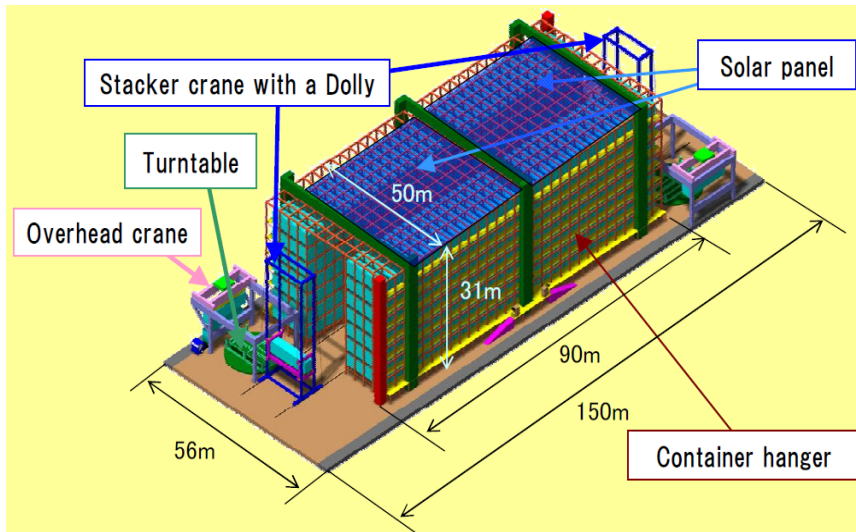 Stacker crane with a Dolly
Solar panel
Turntable
Overhead crane
50m
31m
90m
150m
56m
Container hanger